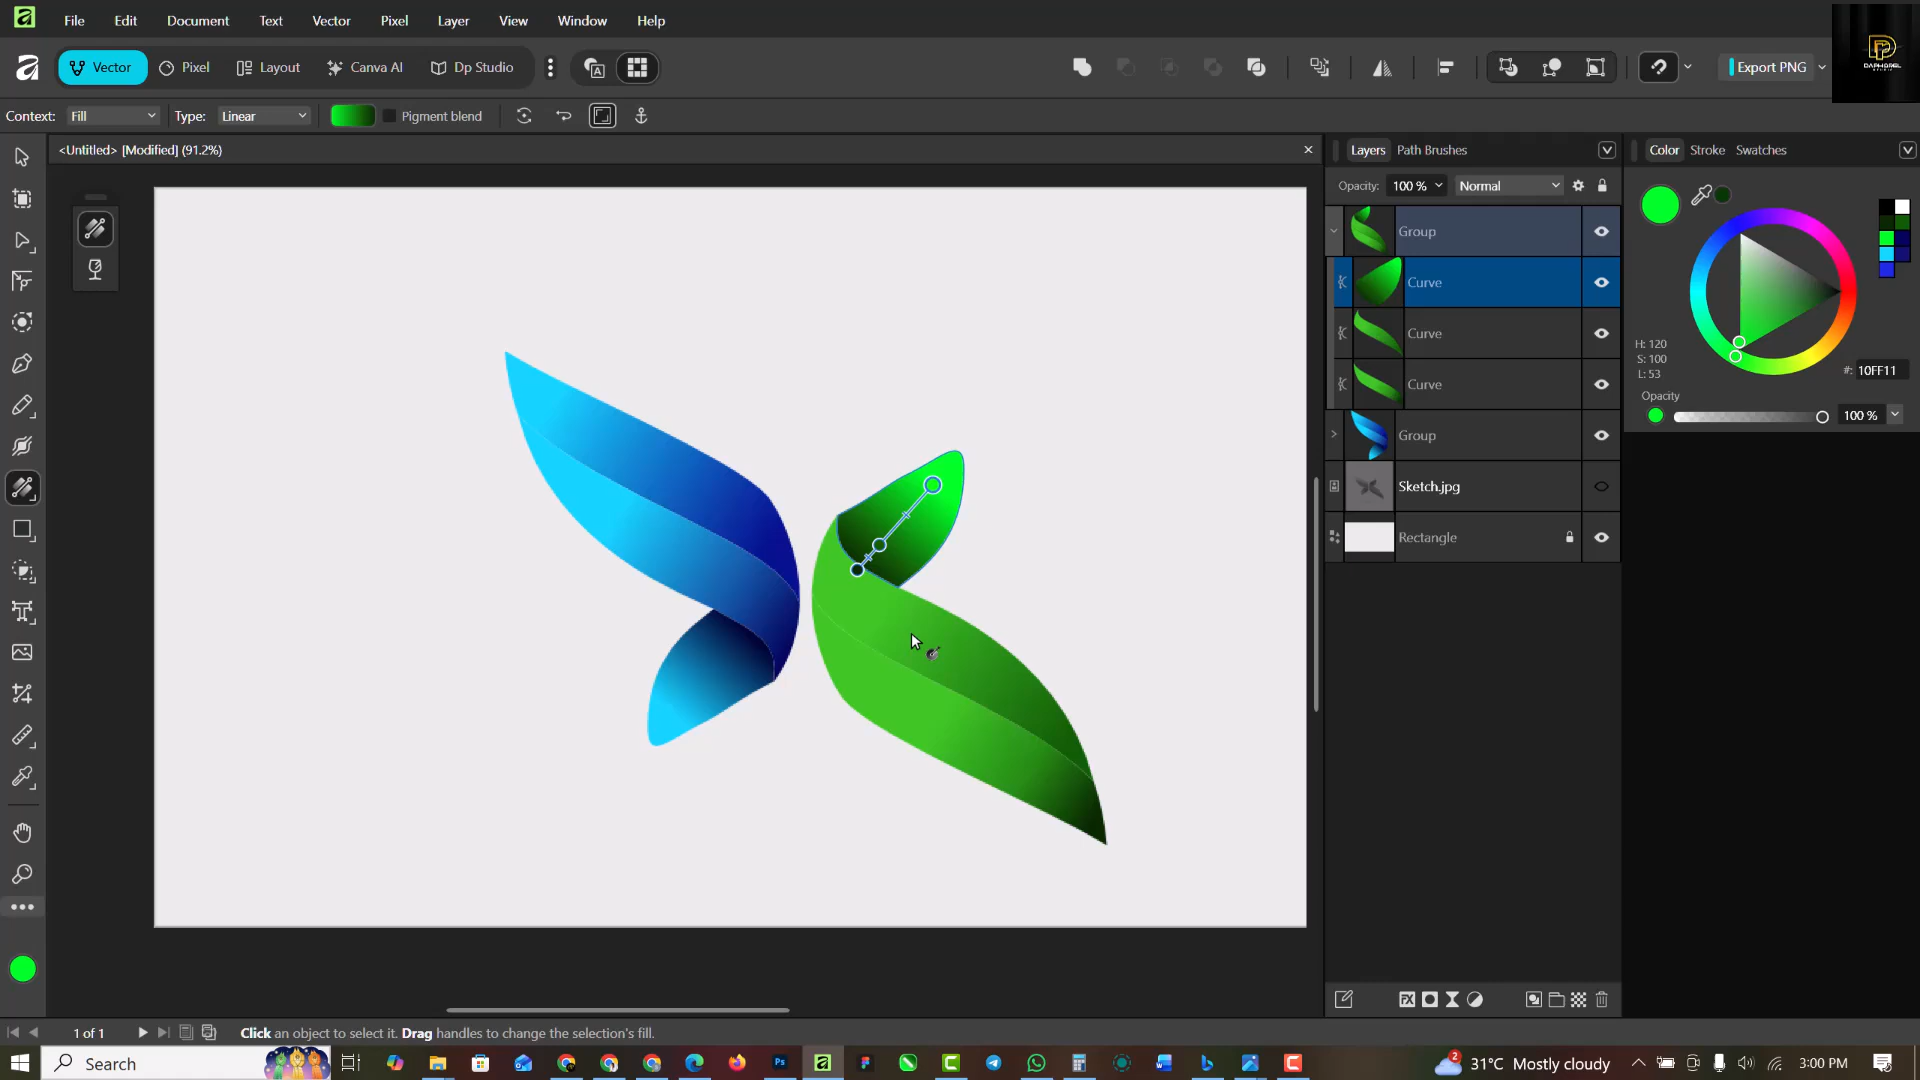 File Edit Document Text Vector Pixel Layer View Window Help
Vector Pixel Layout Canva AI Dp Studio Export PNG
Context: Fill Type: Linear Pigment blend
<Untitled> [Modified] (91.2%)
Layers Path Brushes
Color Stroke Swatches
Opacity: 100 % Normal
Group
Curve
Curve
Curve
Group
Sketch.jpg
Rectangle
H: 120
S: 100
L: 53
#: 10FF11
Opacity
100 %
1 of 1 Click an object to select it. Drag handles to change the selection's fill.
Search
2 31°C Mostly cloudy 3:00 PM